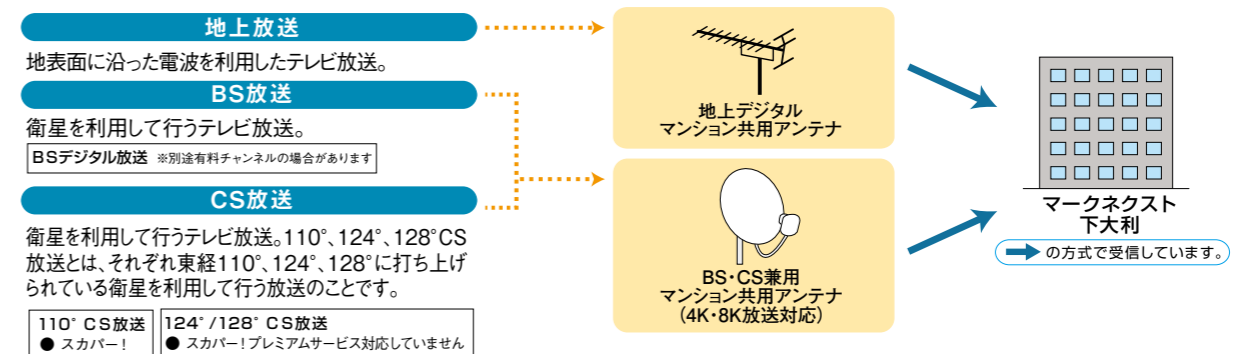 地上放送
地表面に沿った電波を利用したテレビ放送。
BS放送
衛星を利用して行うテレビ放送。
BSデジタル放送 ※別途有料チャンネルの場合があります
CS放送
衛星を利用して行うテレビ放送。110°、124°、128°CS
放送とは、それぞれ東経110°、124°、128°に打ち上げ
られている衛星を利用して行う放送のことです。
110°CS放送
● スカパー!
124°/128°CS放送
● スカパー!プレミアムサービス対応していません
地上デジタル
マンション共用アンテナ
BS・CS兼用
マンション共用アンテナ
(4K・8K放送対応)
マークネクスト
下大利
の方式で受信しています。